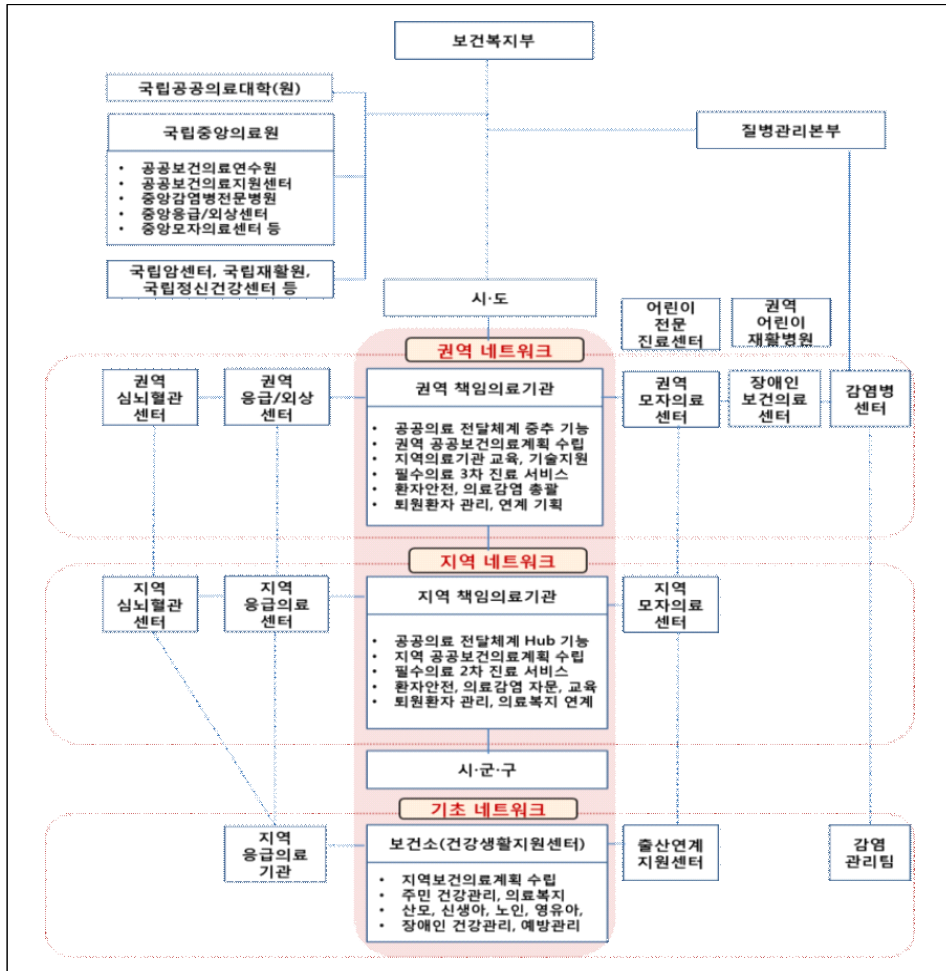 보건복지부
국립공공의료대학(원)
국립중앙의료원
• 공공보건의료연수원
• 공공보건의료지원센터
• 중앙감염병전문병원
• 중앙응급/외상센터
• 중앙모자의료센터 등
국립암센터, 국립재활원,
국립정신건강센터 등
질병관리본부
시·도
어린이
전문
진료센터
권역
어린이
재활병원
권역 네트워크
권역
심뇌혈관
센터
권역
응급/외상
센터
권역 책임의료기관
• 공공의료 전달체계 중추 기능
• 권역 공공보건의료계획 수립
• 지역의료기관 교육, 기술지원
• 필수의료 3차 진료 서비스
• 환자안전, 의료감염 총괄
• 퇴원환자 관리, 연계 기획
권역
모자의료
센터
장애인
보건의료
센터
감염병
센터
지역 네트워크
지역
심뇌혈관
센터
지역
응급의료
센터
지역 책임의료기관
• 공공의료 전달체계 Hub 기능
• 지역 공공보건의료계획 수립
• 필수의료 2차 진료 서비스
• 환자안전, 의료감염 자문, 교육
• 퇴원환자 관리, 의료복지 연계
지역
모자의료
센터
시·군·구
기초 네트워크
지역
응급의료
기관
보건소(건강생활지원센터)
• 지역보건의료계획 수립
• 주민 건강관리, 의료복지
• 산모, 신생아, 노인, 영유아,
• 장애인 건강관리, 예방관리
출산연계
지원센터
감염
관리팀